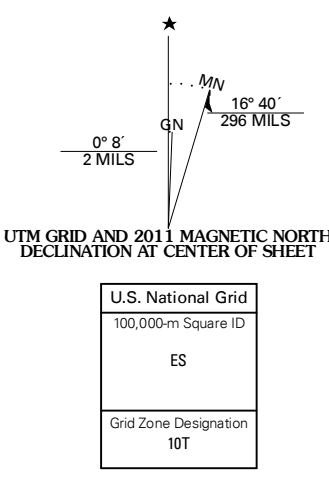 MN
GN
16° 40´
296 MILS
0° 8´
2 MILS
UTM GRID AND 2011 MAGNETIC NORTH
DECLINATION AT CENTER OF SHEET
U.S. National Grid
100,000-m Square ID
ES
Grid Zone Designation
10T